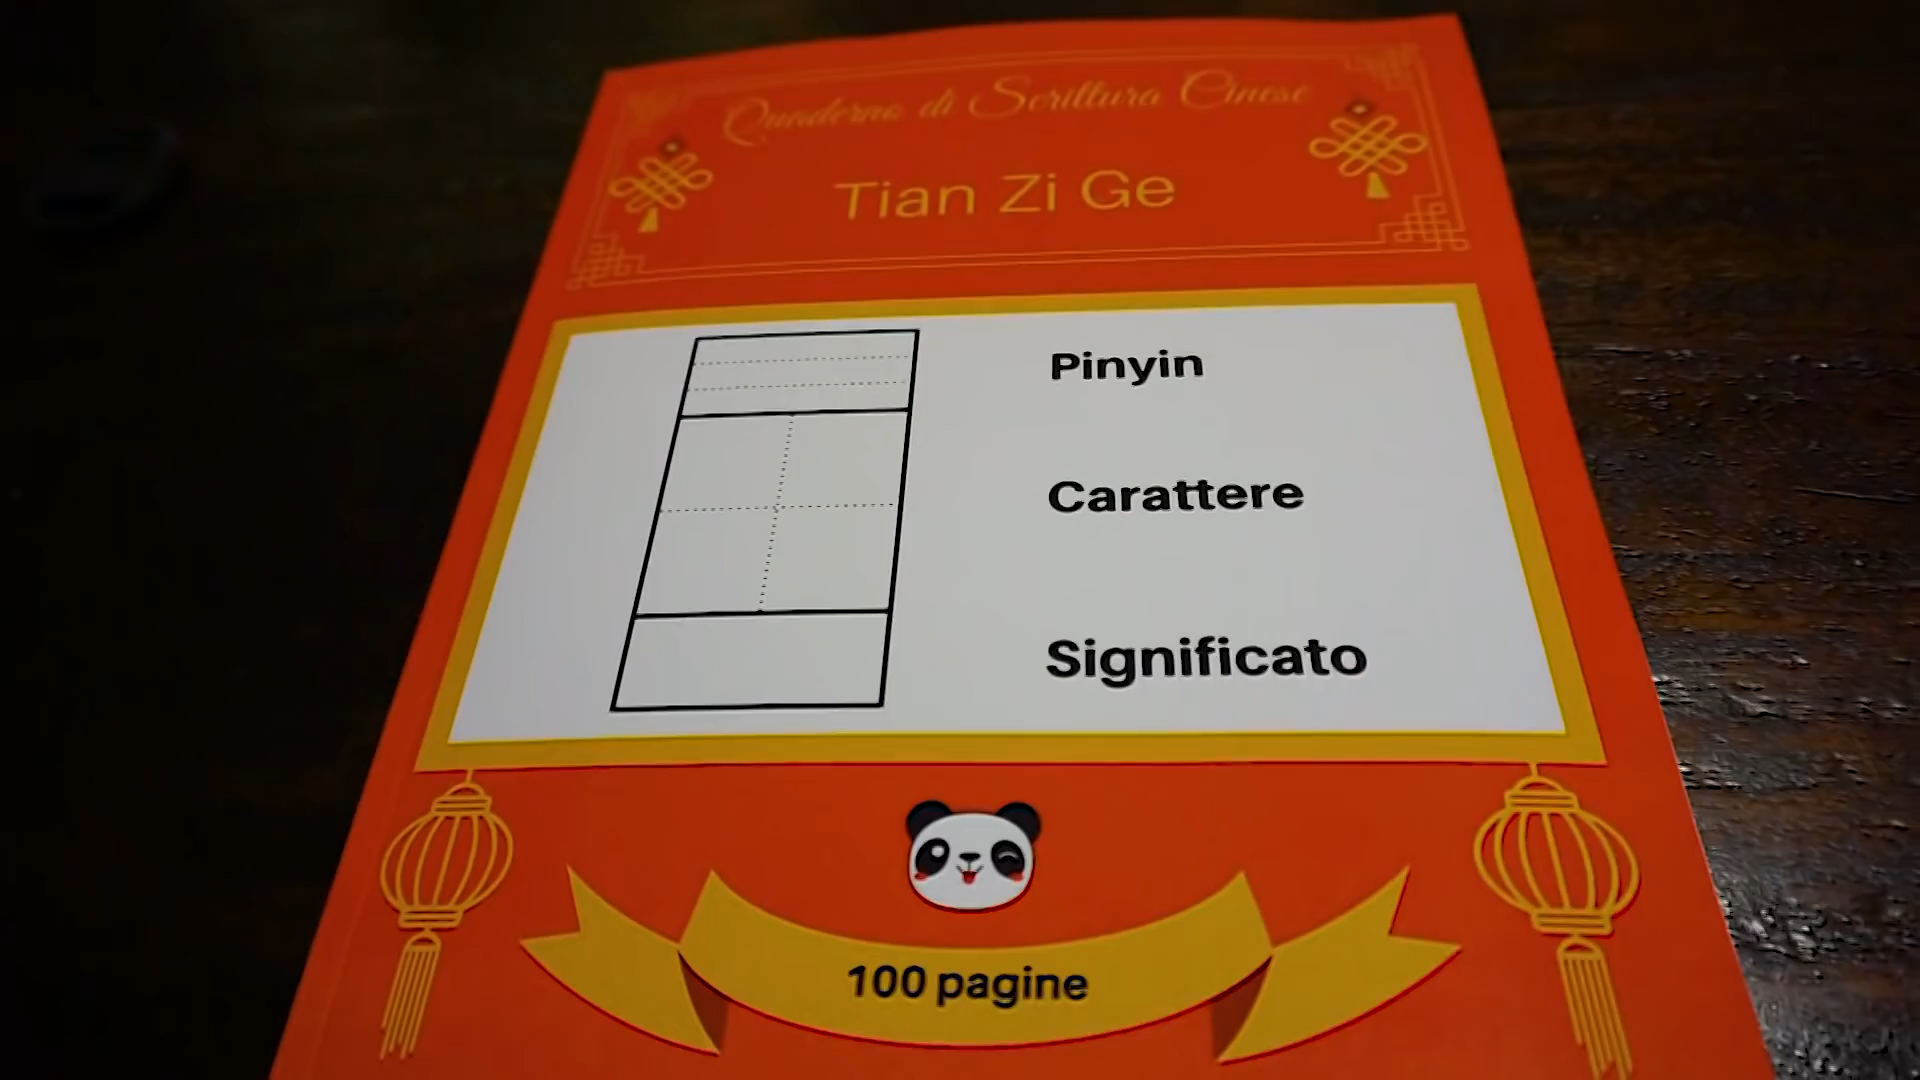 Quaderno di Scrittura Cinese
Tian Zi Ge
Pinyin
Carattere
Significato
100 pagine